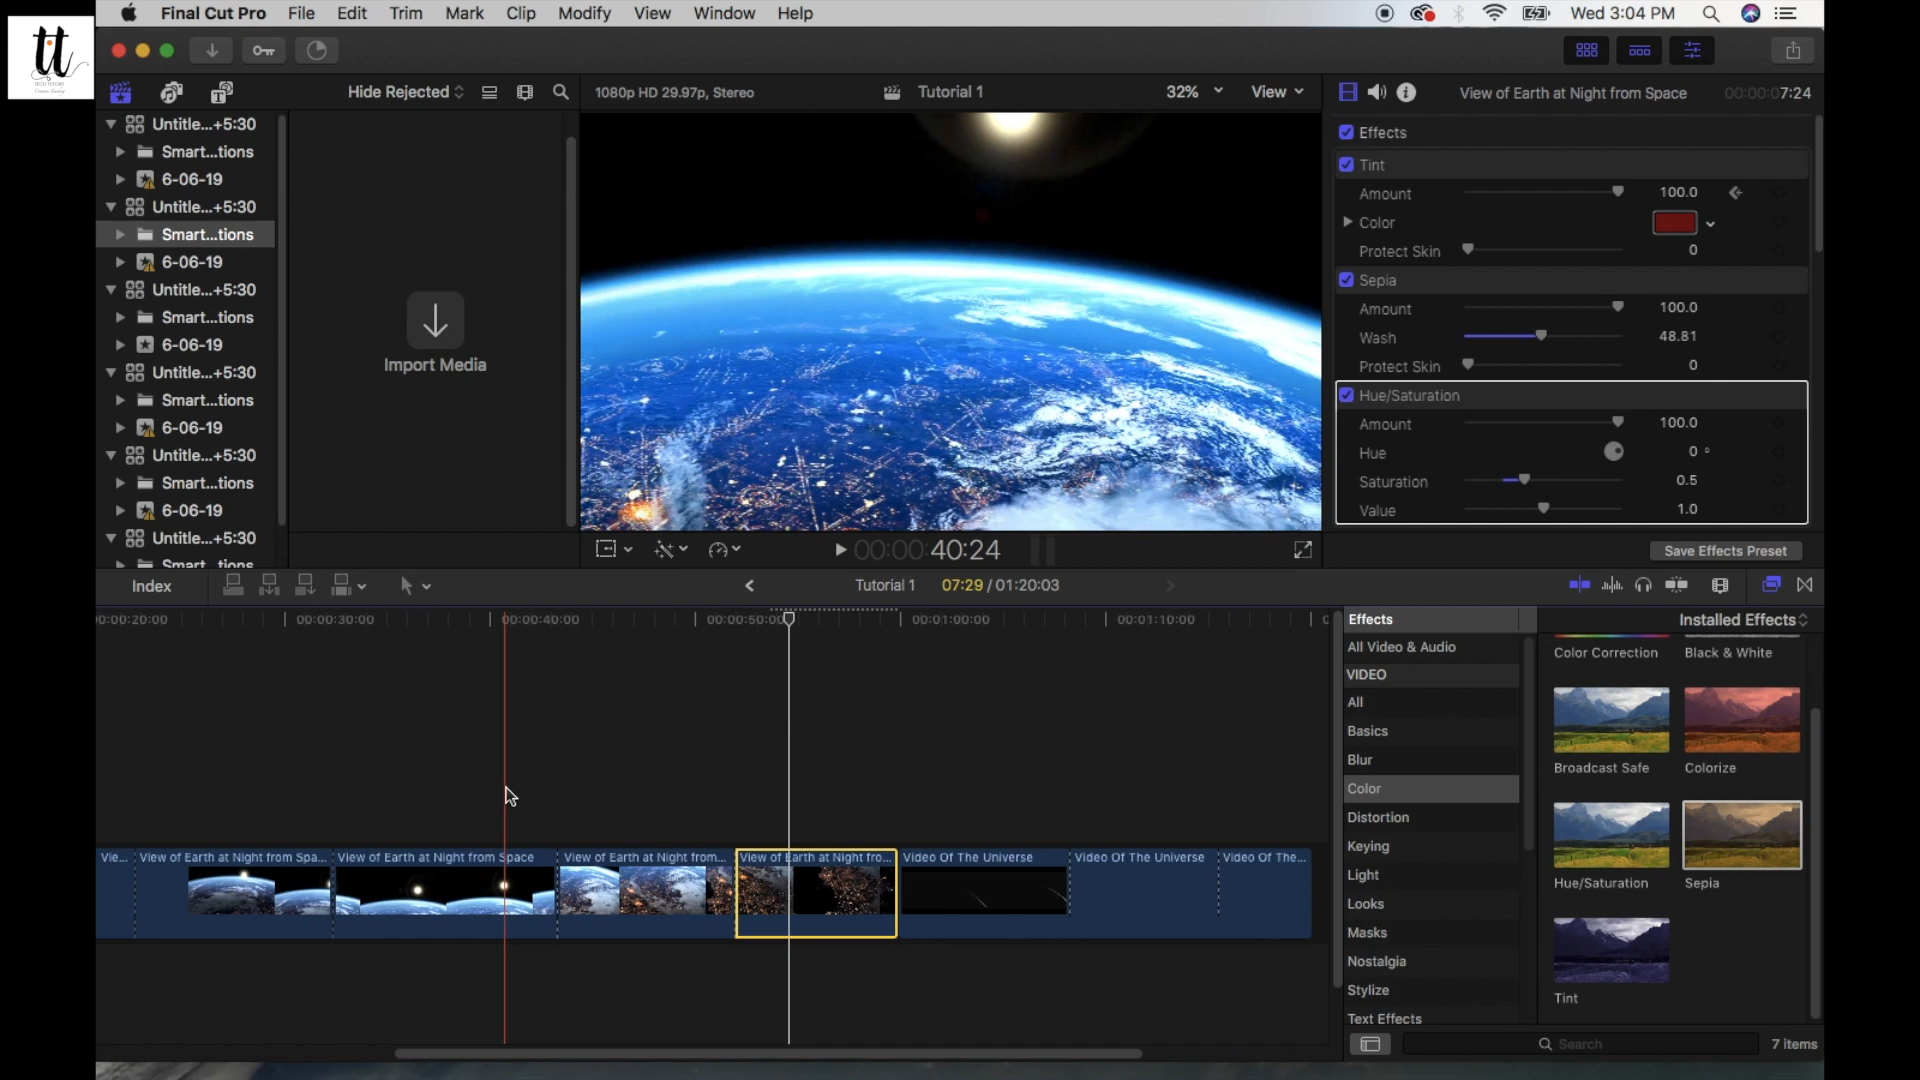 Final Cut Pro File Edit Trim Mark Clip Modify View Window Help
Wed 3:04 PM
tt
Hide Rejected
1080p HD 29.97p, Stereo
Tutorial 1
32%
View
View of Earth at Night from Space
00:00:07:24
Untitle...+5:30
Smart...tions
6-06-19
Untitle...+5:30
Smart...tions
6-06-19
Untitle...+5:30
Smart...tions
6-06-19
Untitle...+5:30
Smart...tions
6-06-19
Untitle...+5:30
Smart...tions
6-06-19
Untitle...+5:30
Smart...tions
Import Media
Effects
Tint
Amount 100.0
Color
Protect Skin 0
Sepia
Amount 100.0
Wash 48.81
Protect Skin 0
Hue/Saturation
Amount 100.0
Hue 0 °
Saturation 0.5
Value 1.0
Save Effects Preset
00:00:40:24
Index
Tutorial 1
07:29 / 01:20:03
00:00:20:00
00:00:30:00
00:00:40:00
00:00:50:00
00:01:00:00
00:01:10:00
Vie...
View of Earth at Night from Spa...
View of Earth at Night from Space
View of Earth at Night from...
View of Earth at Night fro...
Video Of The Universe
Video Of The Universe
Video Of The...
Effects
All Video & Audio
VIDEO
All
Basics
Blur
Color
Distortion
Keying
Light
Looks
Masks
Nostalgia
Stylize
Text Effects
Installed Effects
Color Correction
Black & White
Broadcast Safe
Colorize
Hue/Saturation
Sepia
Tint
Search
7 items